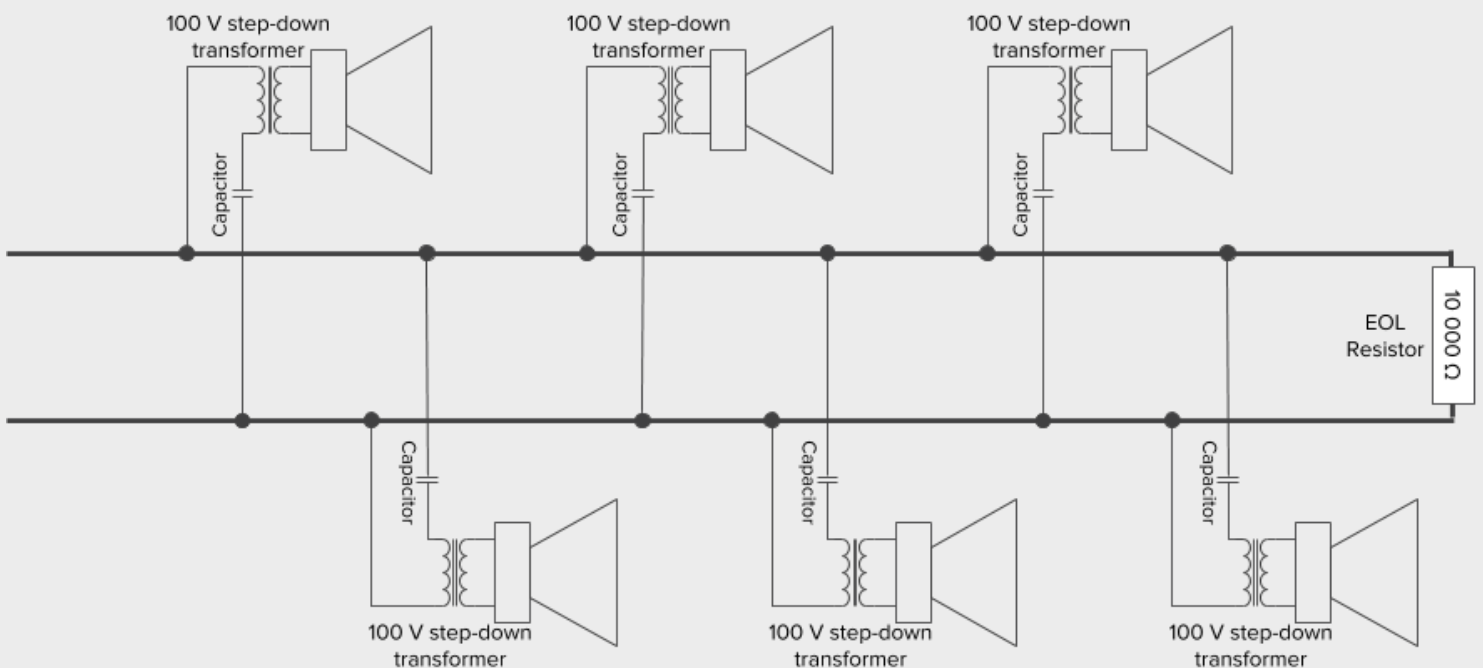 100 V step-down
transformer
100 V step-down
transformer
100 V step-down
transformer
Capacitor
Capacitor
Capacitor
EOL
Resistor
10 000 Ω
Capacitor
Capacitor
Capacitor
100 V step-down
transformer
100 V step-down
transformer
100 V step-down
transformer